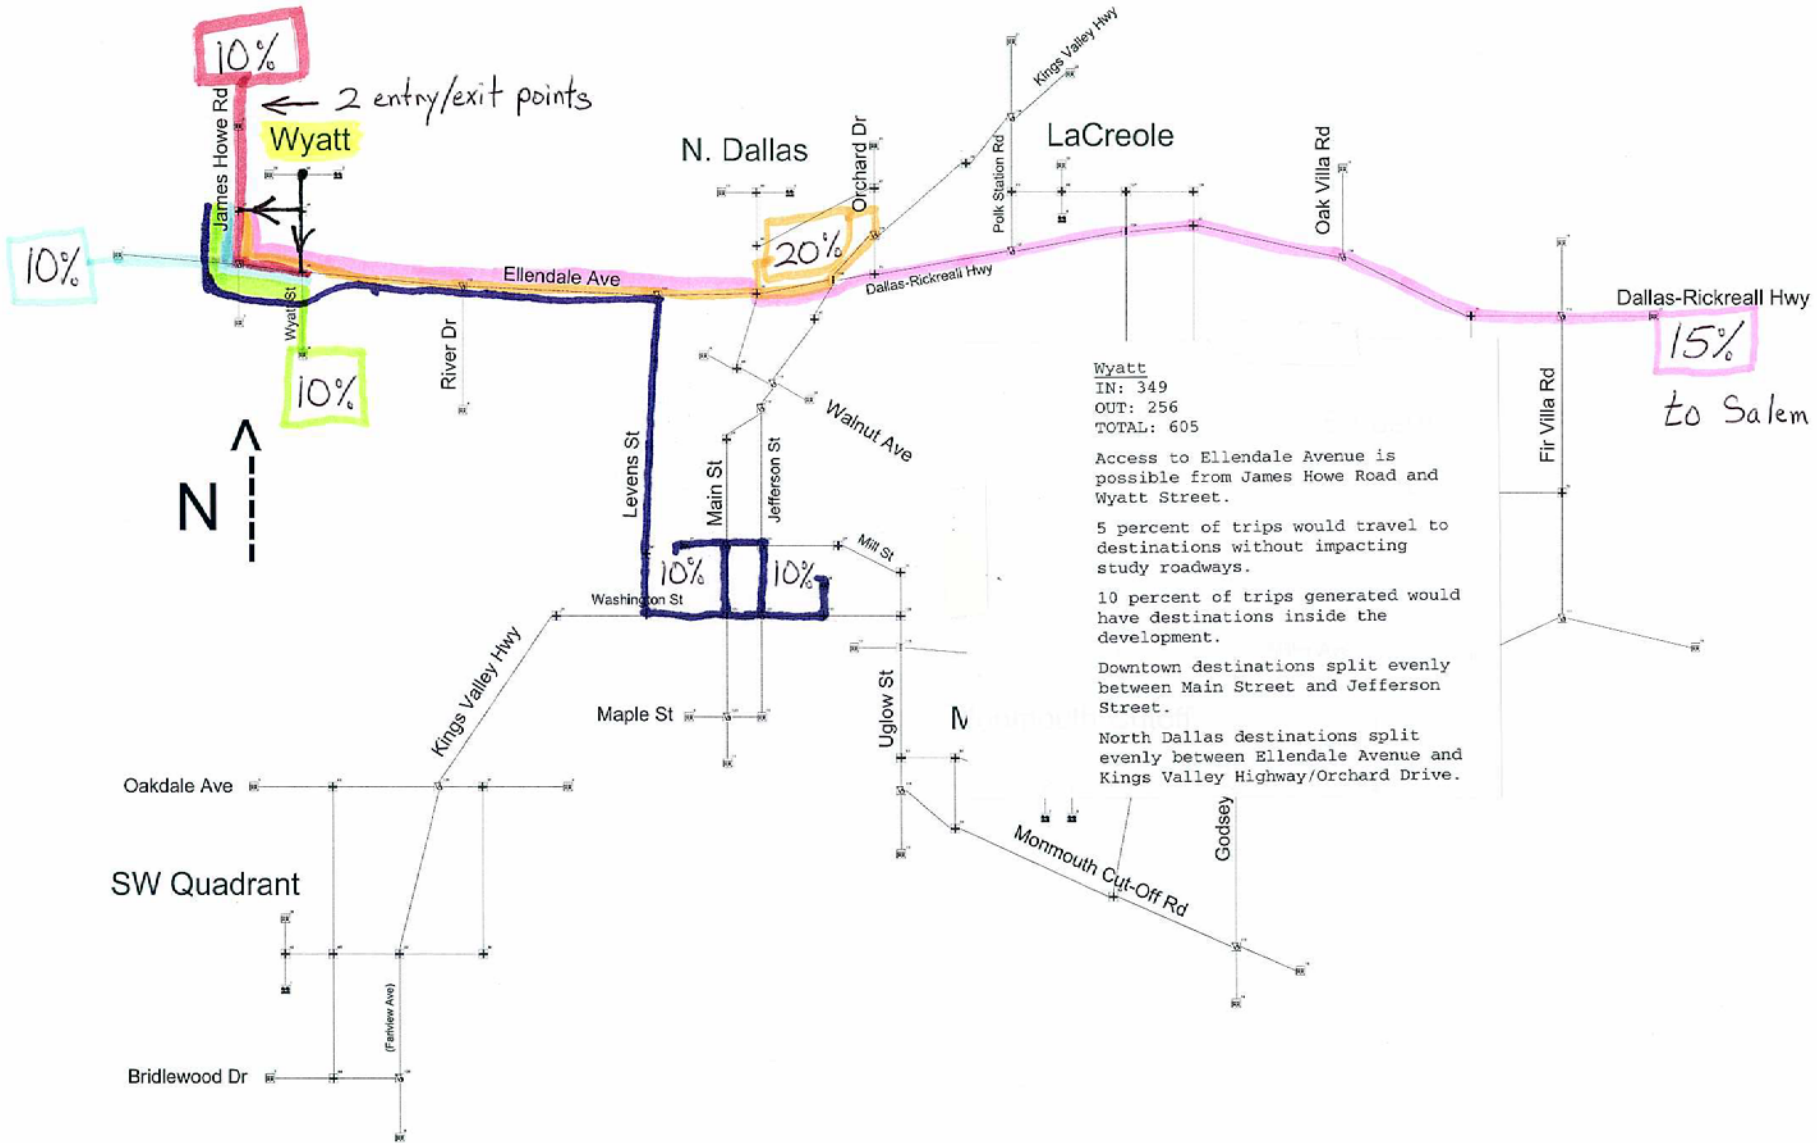 10%
← 2 entry/exit points
James Howe Rd
Wyatt
N. Dallas
Orchard Dr
Kings Valley Hwy
Polk Station Rd
LaCreole
Oak Villa Rd
10%
20%
Ellendale Ave
Dallas-Rickreall Hwy
Dallas-Rickreall Hwy
15%
to Salem
Wyatt St
10%
River Dr
N
Levens St
Main St
Jefferson St
Walnut Ave
Mill St
10%
10%
Washington St
Fir Villa Rd
Wyatt
IN: 349
OUT: 256
TOTAL: 605
Access to Ellendale Avenue is
possible from James Howe Road and
Wyatt Street.
5 percent of trips would travel to
destinations without impacting
study roadways.
10 percent of trips generated would
have destinations inside the
development.
Downtown destinations split evenly
between Main Street and Jefferson
Street.
North Dallas destinations split
evenly between Ellendale Avenue and
Kings Valley Highway/Orchard Drive.
Kings Valley Hwy
Maple St
Uglow St
M
Oakdale Ave
Godsey
Monmouth Cut-Off Rd
SW Quadrant
(Fariview Ave)
Bridlewood Dr